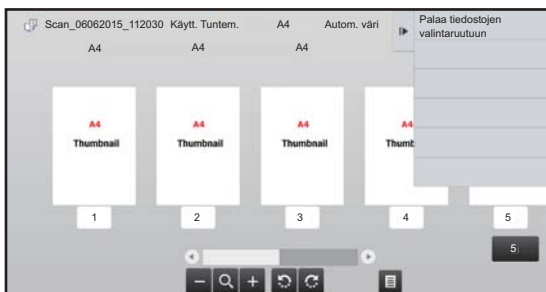 Scan_06062015_112030 Käytt. Tuntem. A4 Autom. väri
Palaa tiedostojen
valintaruutuun
A4 A4 A4
A4 A4 A4 A4
Thumbnail Thumbnail Thumbnail Thumb
1 2 3 4 5
5